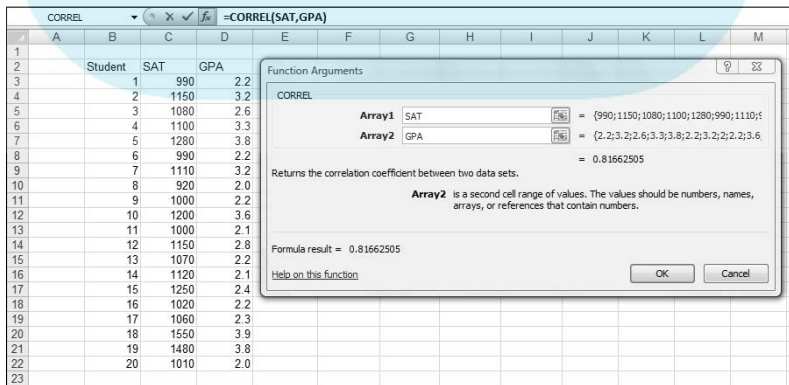 CORREL =CORREL(SAT,GPA)
A B C D E F G H I J K L M
1
2 Student SAT GPA
3 1 990 2.2
4 2 1150 3.2
5 3 1080 2.6
6 4 1100 3.3
7 5 1280 3.8
8 6 990 2.2
9 7 1110 3.2
10 8 920 2.0
11 9 1000 2.2
12 10 1200 3.6
13 11 1000 2.1
14 12 1150 2.8
15 13 1070 2.2
16 14 1120 2.1
17 15 1250 2.4
18 16 1020 2.2
19 17 1060 2.3
20 18 1550 3.9
21 19 1480 3.8
22 20 1010 2.0
23
Function Arguments
CORREL
Array1 SAT = {990;1150;1080;1100;1280;990;1110;9
Array2 GPA = {2.2;3.2;2.6;3.3;3.8;2.2;3.2;2;2.2;3.6;
= 0.81662505
Returns the correlation coefficient between two data sets.
Array2 is a second cell range of values. The values should be numbers, names,
arrays, or references that contain numbers.
Formula result = 0.81662505
Help on this function OK Cancel